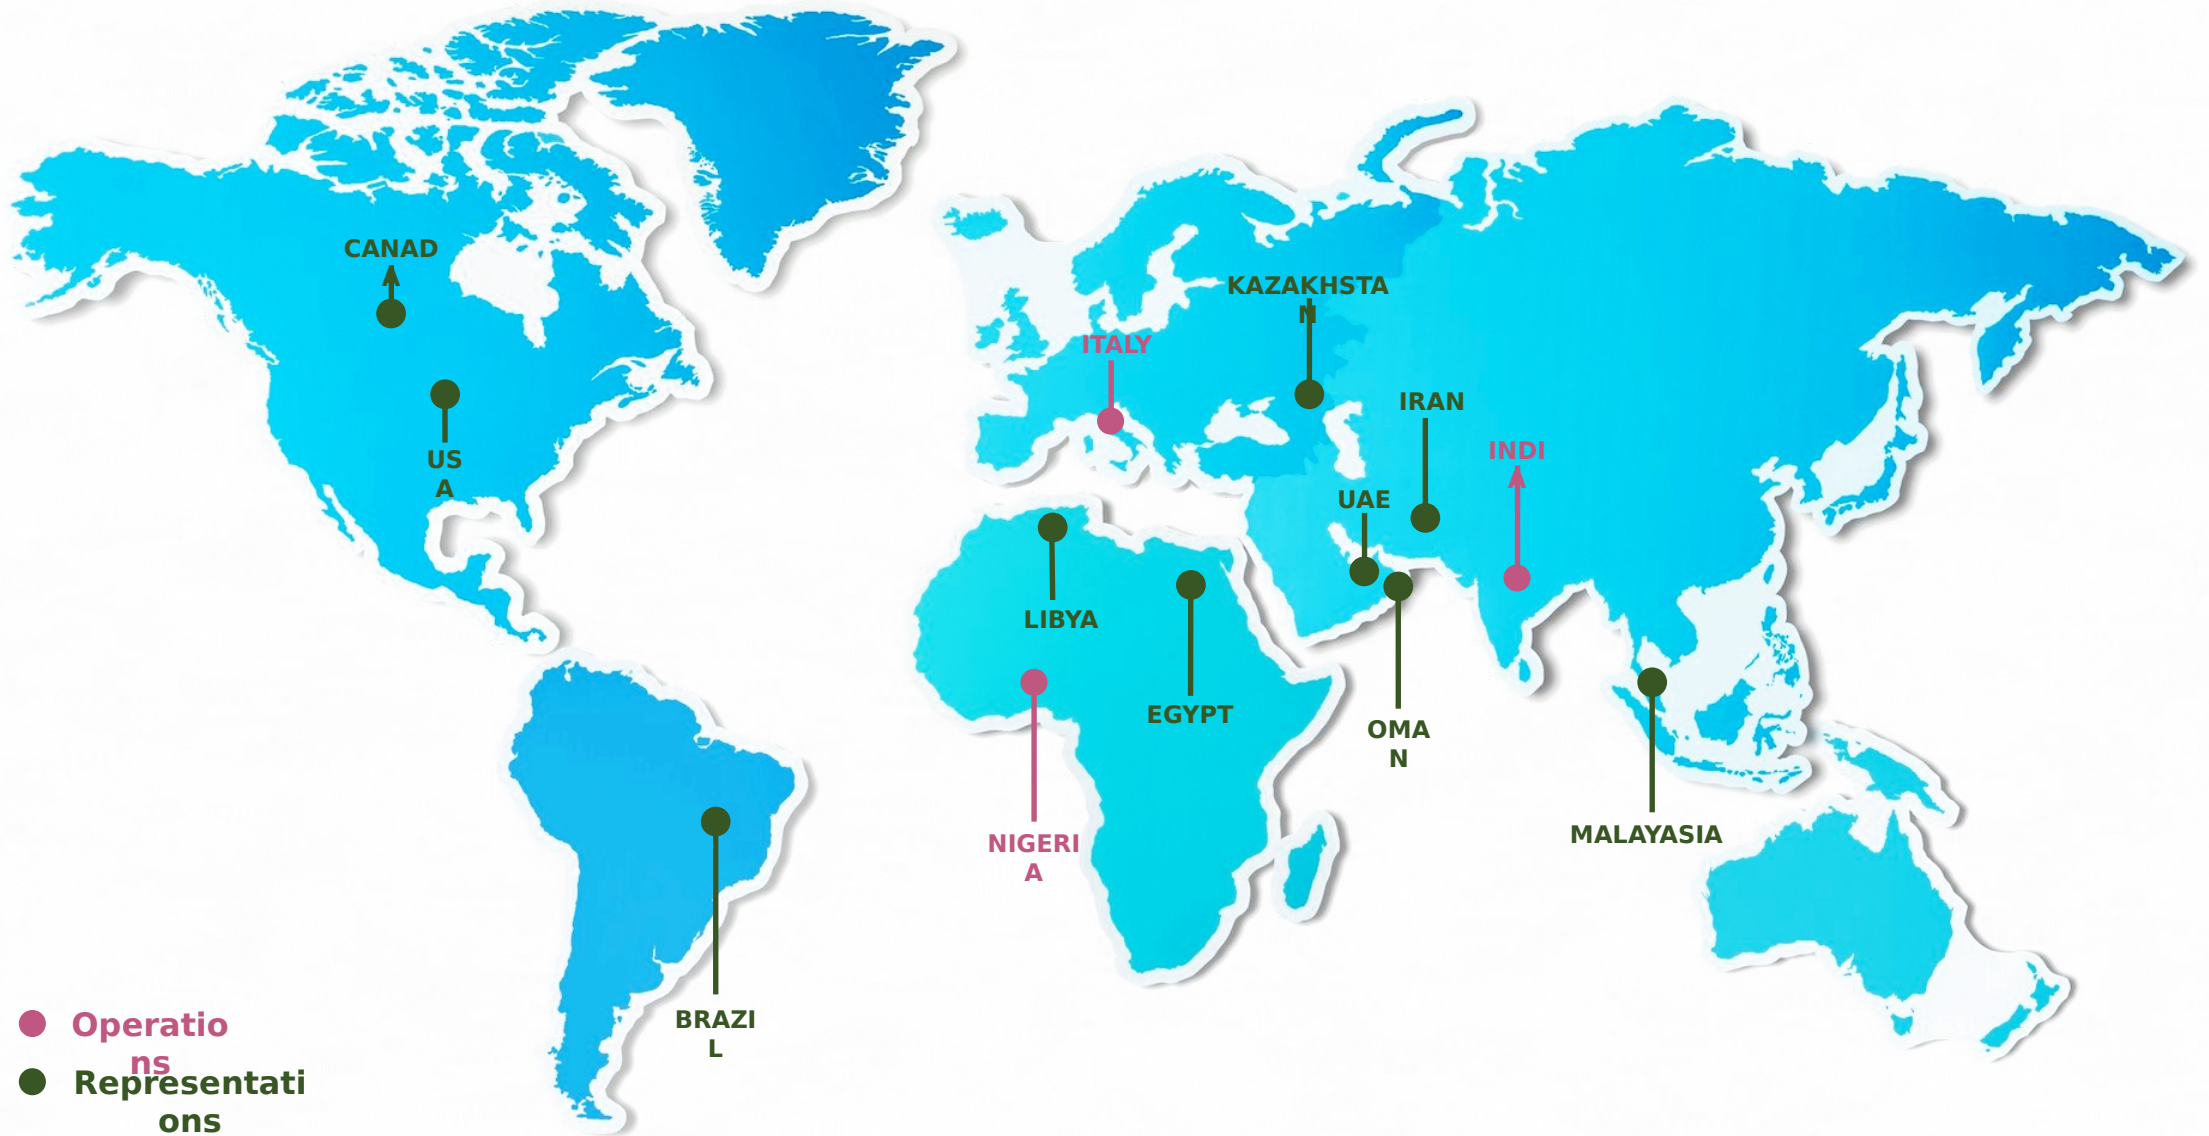 CANAD
A
KAZAKHSTA
N
ITALY
IRAN
INDI
A
US
A
UAE
LIBYA
EGYPT
OMA
N
NIGERI
A
MALAYASIA
BRAZI
L
Operatio
ns
Representati
ons